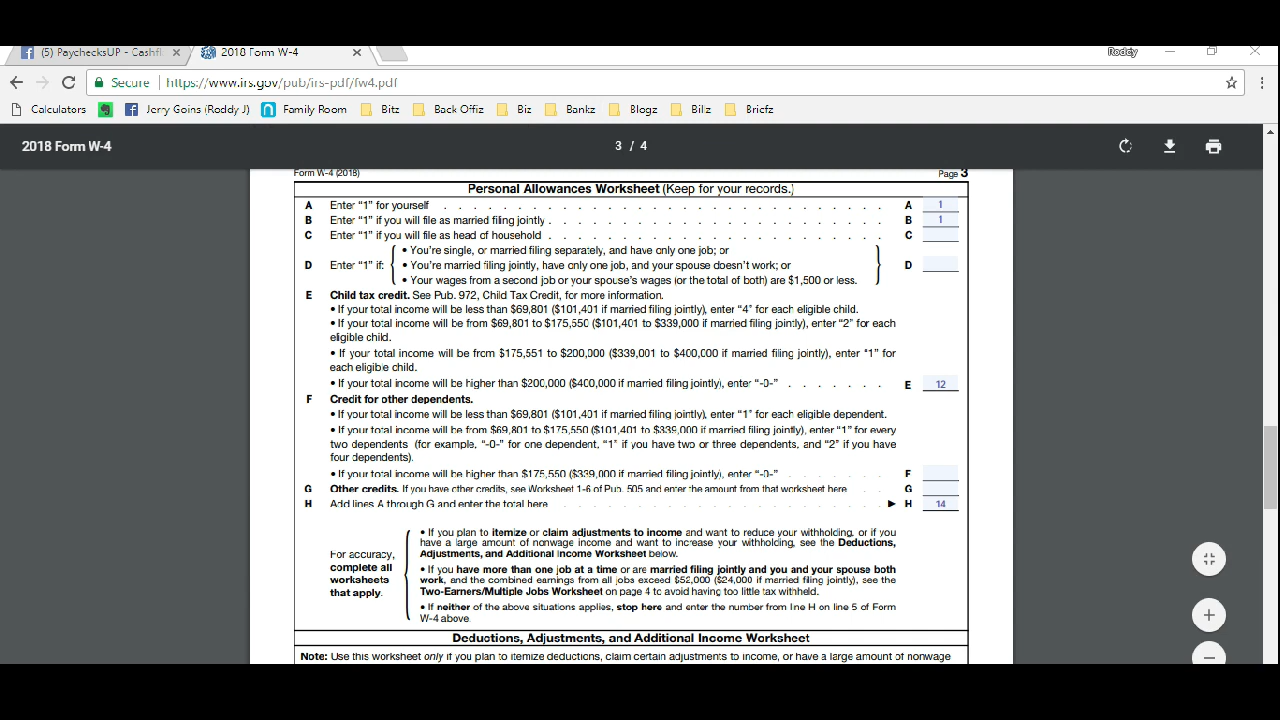 (5) PaychecksUP - Cashfl
2018 Form W-4
Roddy
Secure
https://www.irs.gov/pub/irs-pdf/fw4.pdf
Calculators
Jerry Goins (Roddy J)
Family Room
Bitz
Back Offiz
Biz
Bankz
Blogz
Billz
Briefz
2018 Form W-4
3 / 4
Form W-4 (2018) Page 3
Personal Allowances Worksheet (Keep for your records.)
A Enter “1” for yourself . . . . . . . . . . . . . . . . . . . . . . . . . . . . . A 1
B Enter “1” if you will file as married filing jointly . . . . . . . . . . . . . . . . . . . . . . B 1
C Enter “1” if you will file as head of household . . . . . . . . . . . . . . . . . . . . . . C
• You’re single, or married filing separately, and have only one job; or
D Enter “1” if: { • You’re married filing jointly, have only one job, and your spouse doesn’t work; or } D
• Your wages from a second job or your spouse’s wages (or the total of both) are $1,500 or less.
E Child tax credit. See Pub. 972, Child Tax Credit, for more information.
• If your total income will be less than $69,801 ($101,401 if married filing jointly), enter “4” for each eligible child.
• If your total income will be from $69,801 to $175,550 ($101,401 to $339,000 if married filing jointly), enter “2” for each
eligible child.
• If your total income will be from $175,551 to $200,000 ($339,001 to $400,000 if married filing jointly), enter “1” for
each eligible child.
• If your total income will be higher than $200,000 ($400,000 if married filing jointly), enter “-0-” . . . . . . . E 12
F Credit for other dependents.
• If your total income will be less than $69,801 ($101,401 if married filing jointly), enter “1” for each eligible dependent.
• If your total income will be from $69,801 to $175,550 ($101,401 to $339,000 if married filing jointly), enter “1” for every
two dependents (for example, “-0-” for one dependent, “1” if you have two or three dependents, and “2” if you have
four dependents).
• If your total income will be higher than $175,550 ($339,000 if married filing jointly), enter “-0-” . . . . . . . F
G Other credits. If you have other credits, see Worksheet 1-6 of Pub. 505 and enter the amount from that worksheet here . . G
H Add lines A through G and enter the total here . . . . . . . . . . . . . . . . . . . . . ▶ H 14
• If you plan to itemize or claim adjustments to income and want to reduce your withholding, or if you
have a large amount of nonwage income and want to increase your withholding, see the Deductions,
For accuracy, Adjustments, and Additional Income Worksheet below.
complete all • If you have more than one job at a time or are married filing jointly and you and your spouse both
worksheets work, and the combined earnings from all jobs exceed $52,000 ($24,000 if married filing jointly), see the
that apply. Two-Earners/Multiple Jobs Worksheet on page 4 to avoid having too little tax withheld.
• If neither of the above situations applies, stop here and enter the number from line H on line 5 of Form
W-4 above.
Deductions, Adjustments, and Additional Income Worksheet
Note: Use this worksheet only if you plan to itemize deductions, claim certain adjustments to income, or have a large amount of nonwage